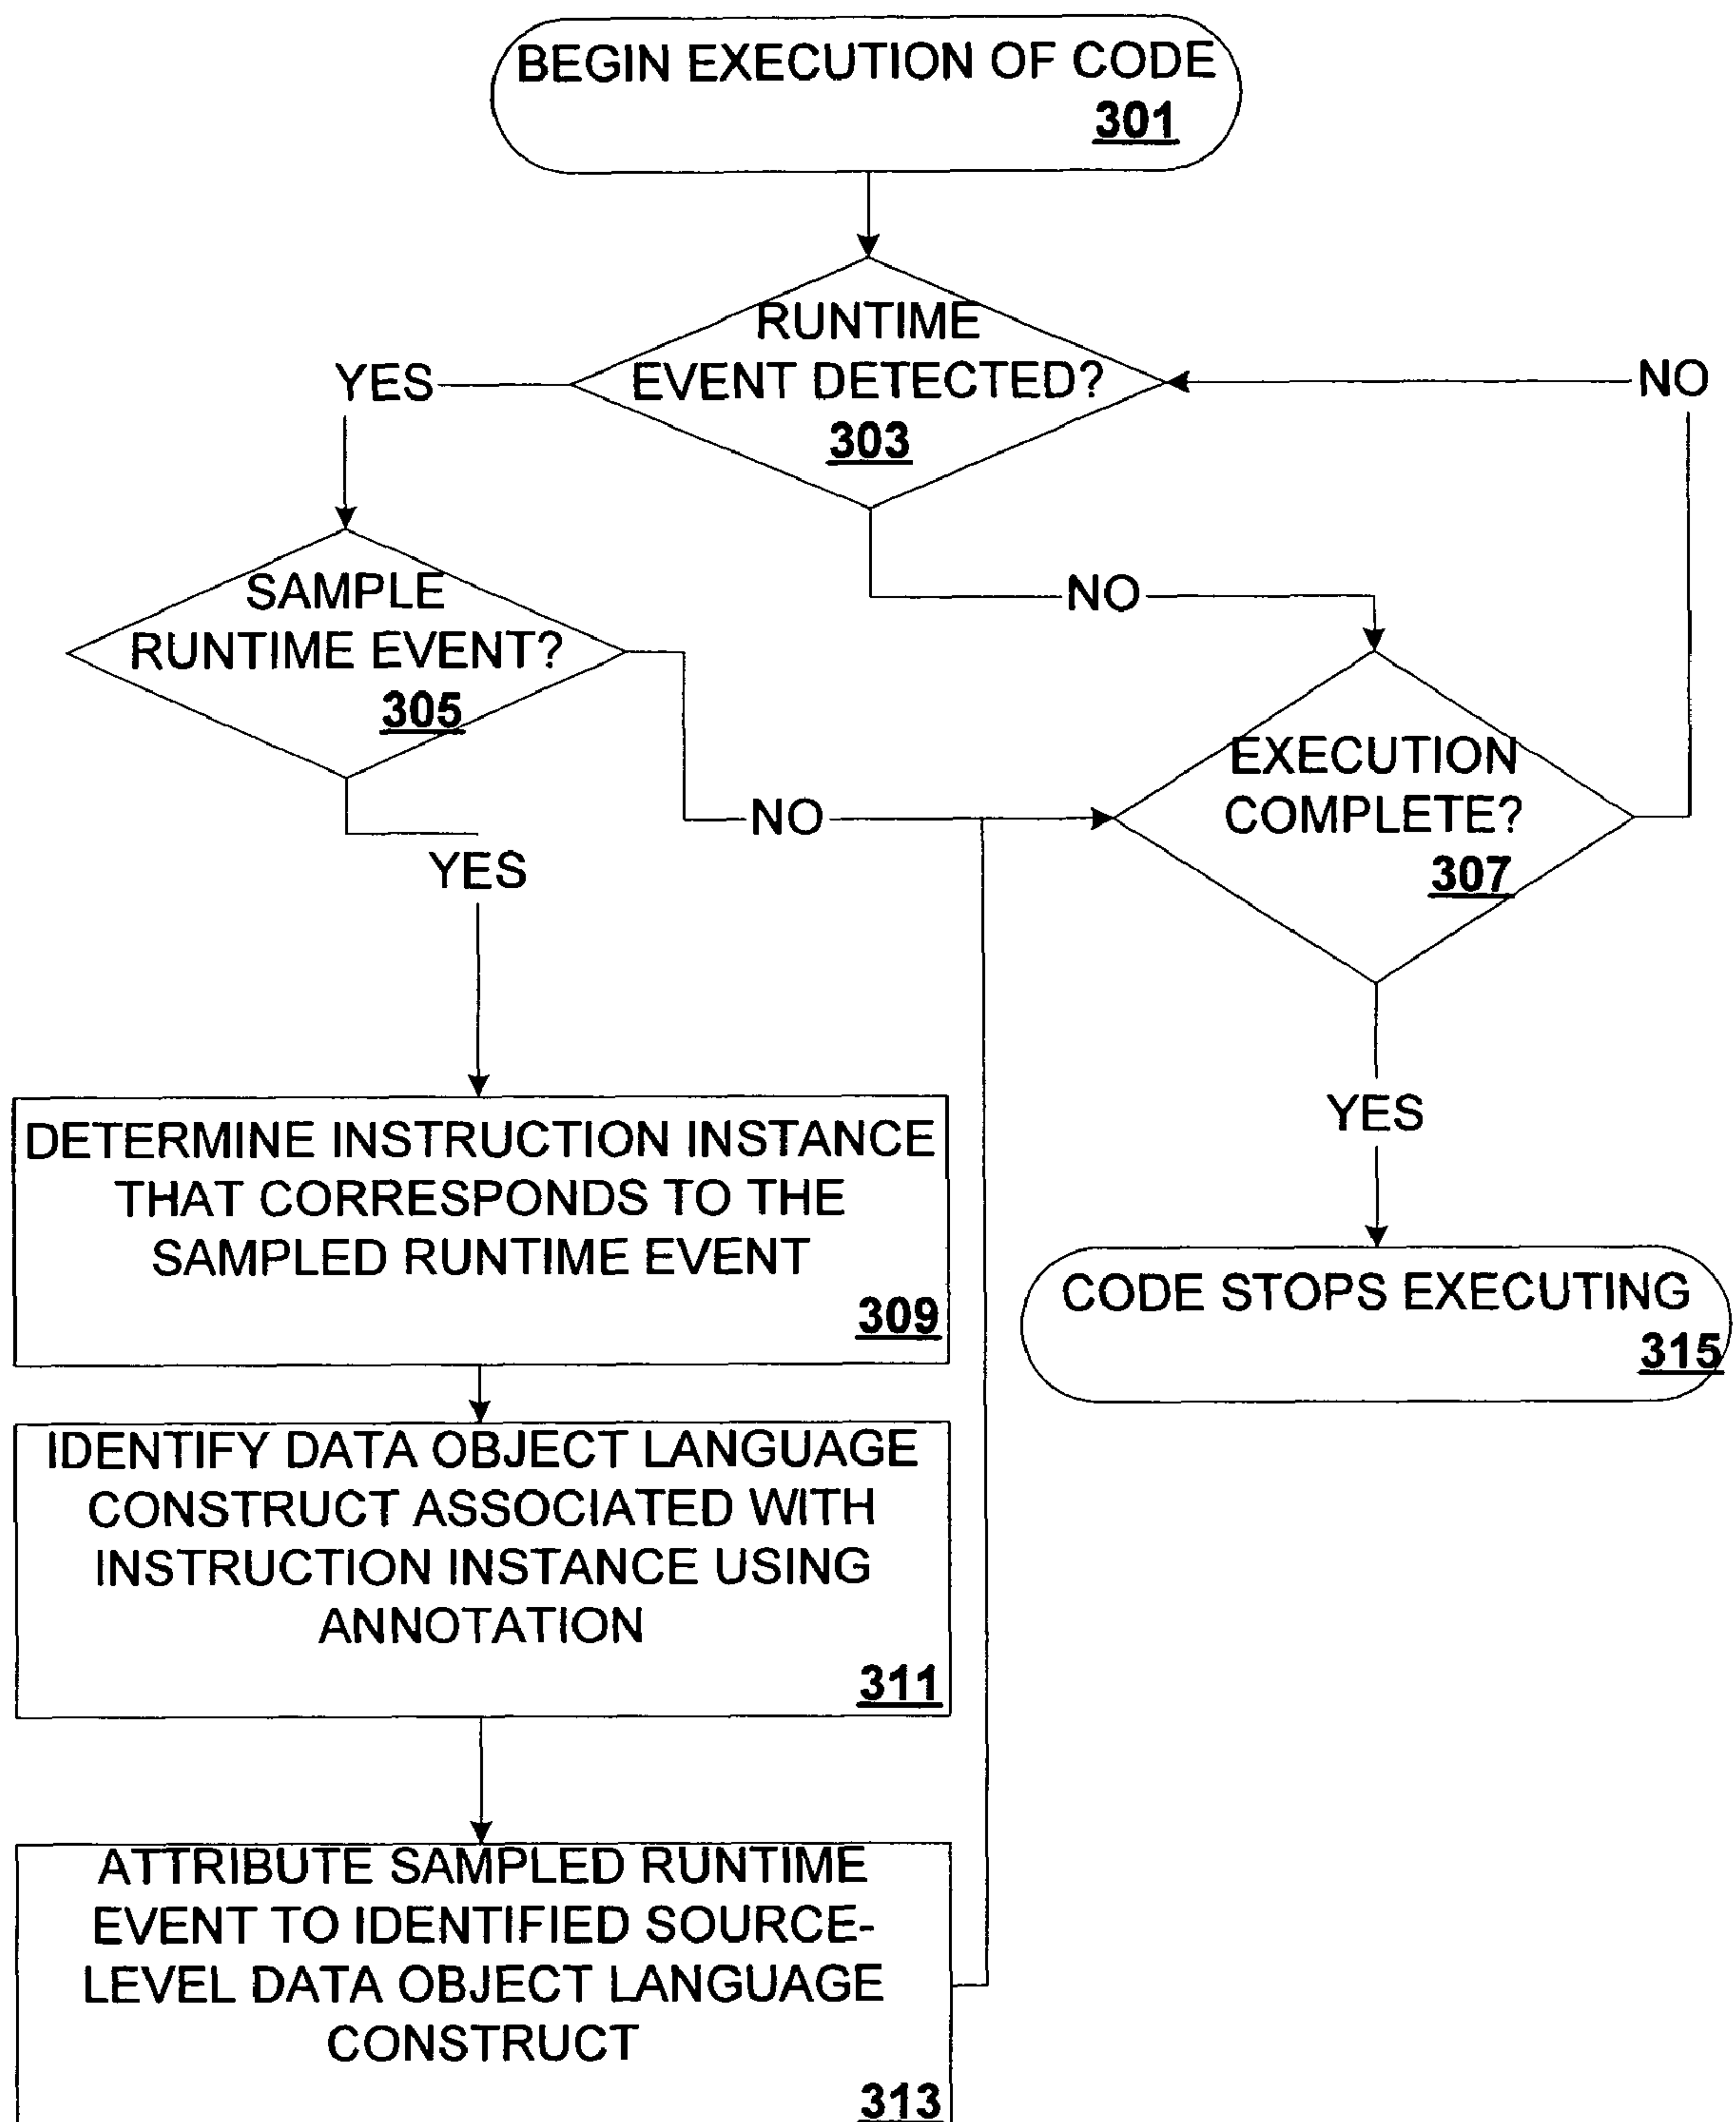 BEGIN EXECUTION OF CODE
301
RUNTIME
EVENT DETECTED?
303
YES
NO
SAMPLE
RUNTIME EVENT?
305
NO
EXECUTION
COMPLETE?
307
NO
YES
YES
DETERMINE INSTRUCTION INSTANCE
THAT CORRESPONDS TO THE
SAMPLED RUNTIME EVENT
309
CODE STOPS EXECUTING
315
IDENTIFY DATA OBJECT LANGUAGE
CONSTRUCT ASSOCIATED WITH
INSTRUCTION INSTANCE USING
ANNOTATION
311
ATTRIBUTE SAMPLED RUNTIME
EVENT TO IDENTIFIED SOURCE-
LEVEL DATA OBJECT LANGUAGE
CONSTRUCT
313